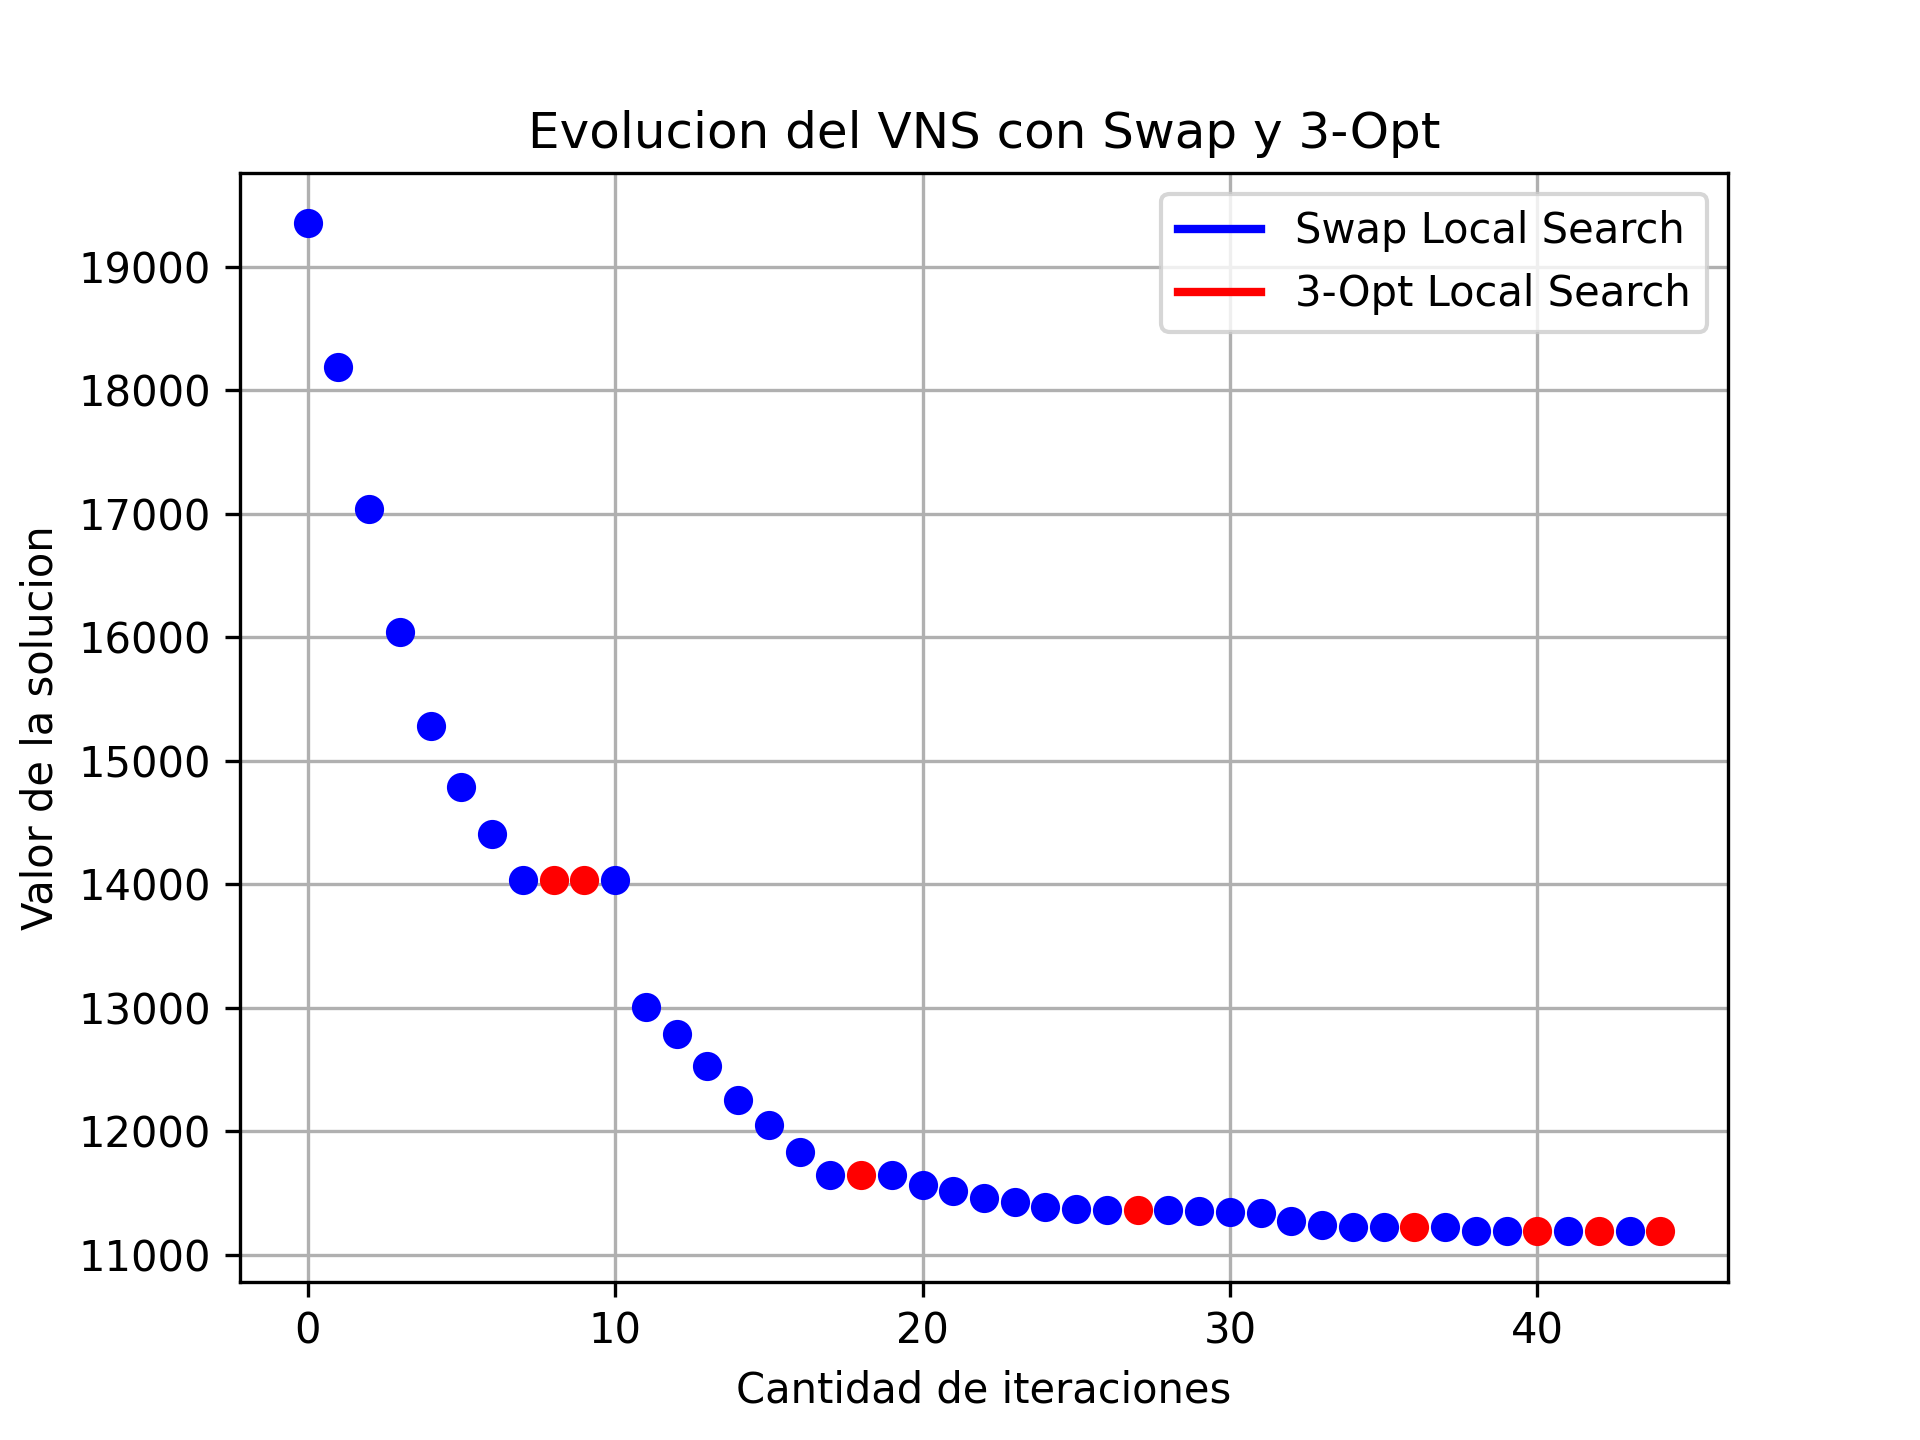 Evolucion del VNS con Swap y 3-Opt
Swap Local Search
3-Opt Local Search
Valor de la solucion
19000
18000
17000
16000
15000
14000
13000
12000
11000
0 10 20 30 40
Cantidad de iteraciones